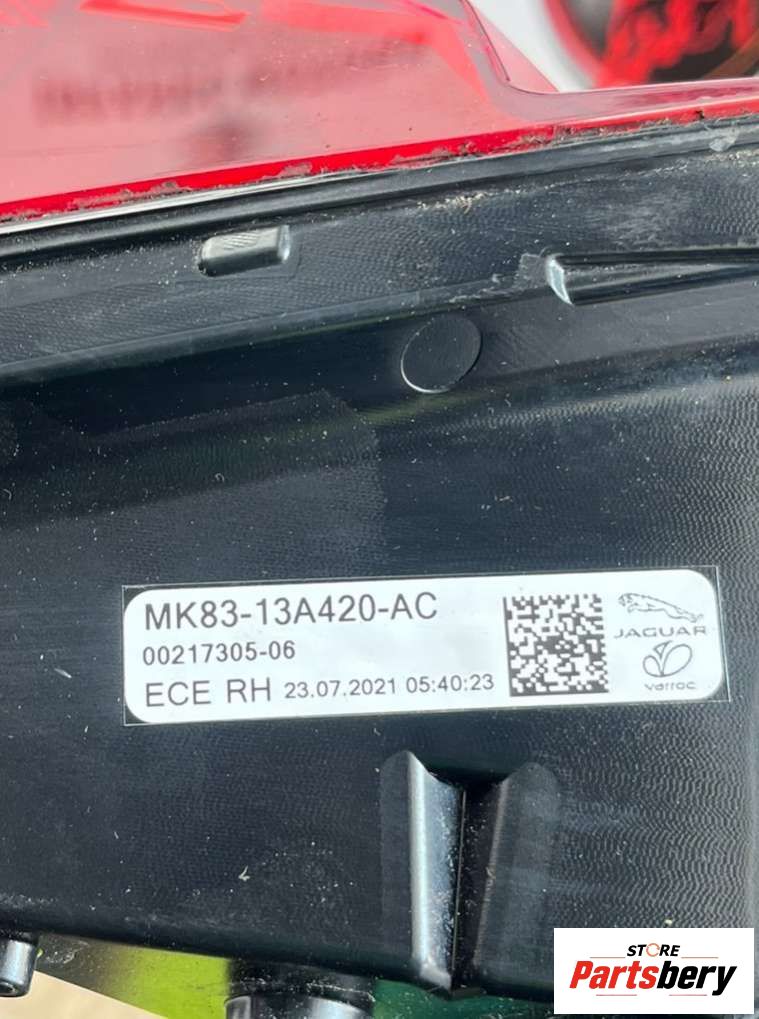 MK83-13A420-AC
00217305-06
ECE RH 23.07.2021 05:40:23
JAGUAR
varroc
STORE
Partsbery